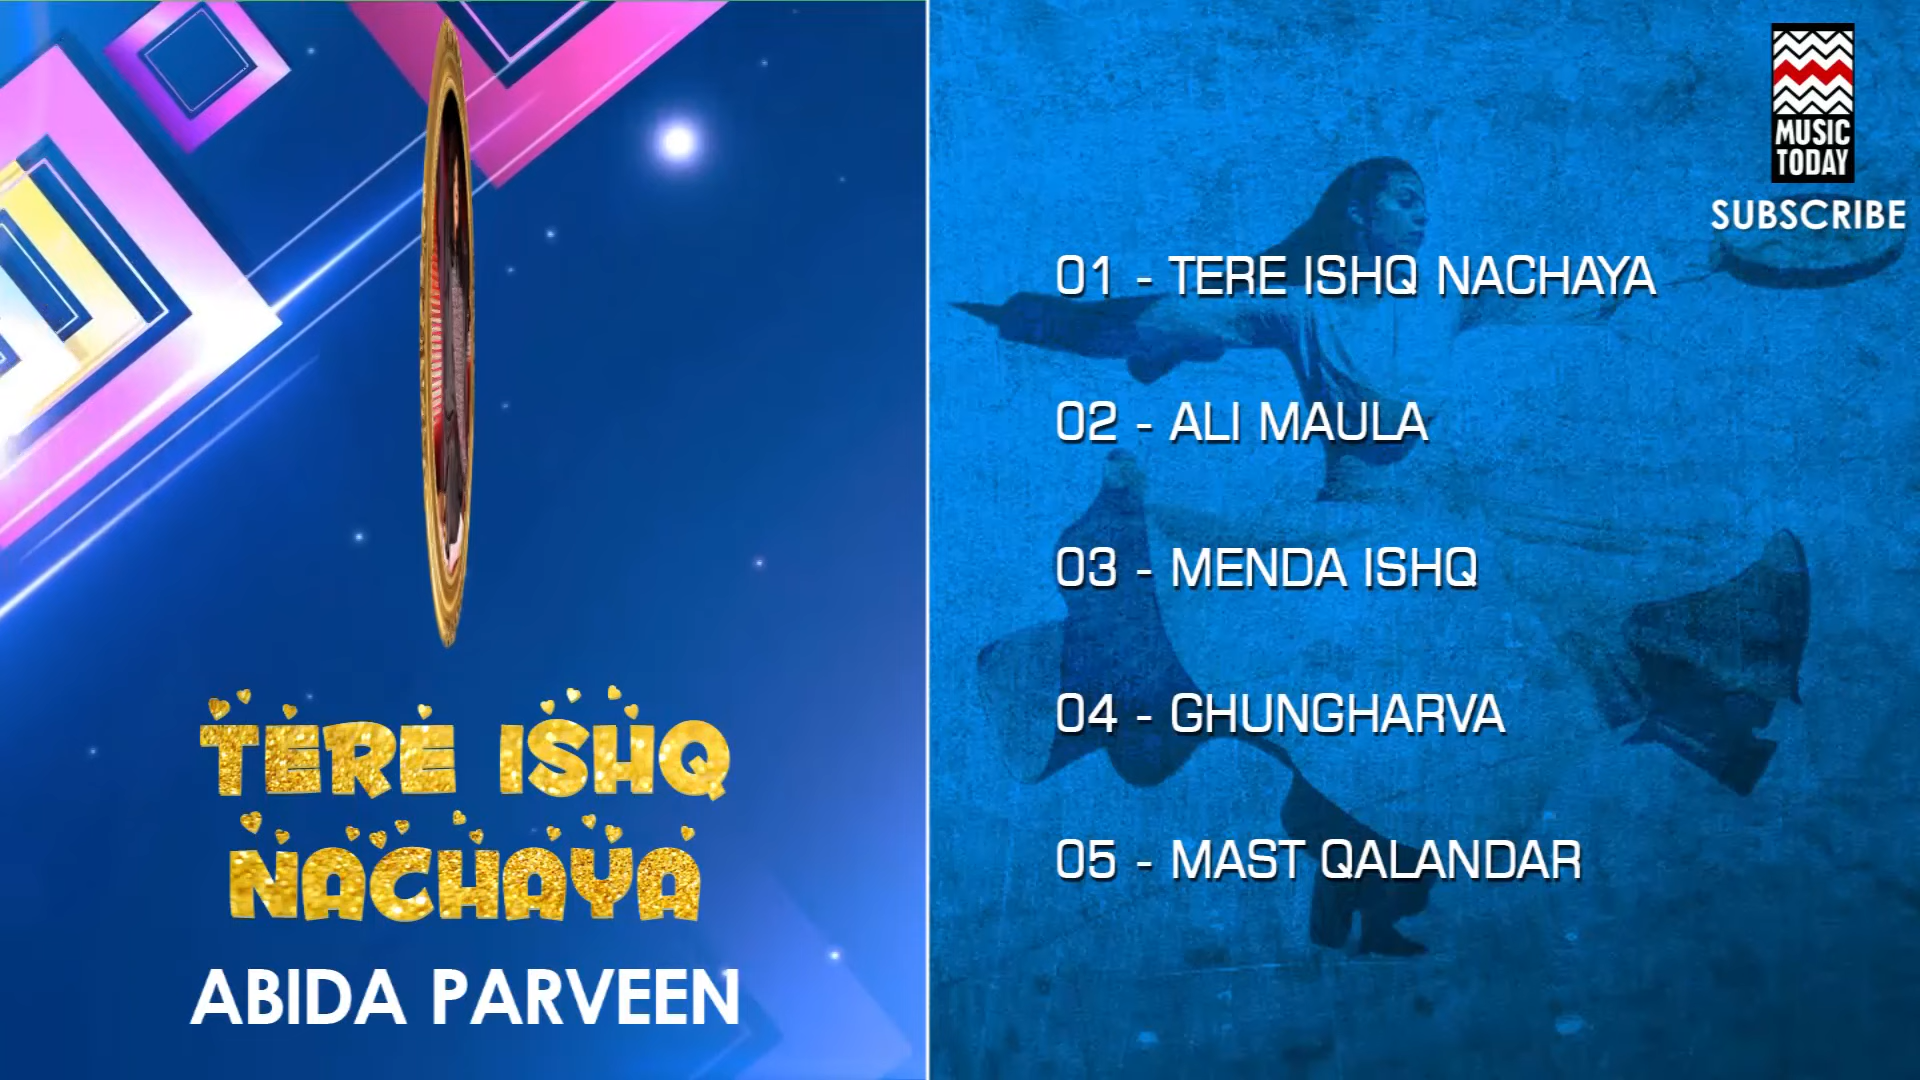 TERE ISHQ
NACHAYA
ABIDA PARVEEN
MUSIC
TODAY
SUBSCRIBE
01 - TERE ISHQ NACHAYA
02 - ALI MAULA
03 - MENDA ISHQ
04 - GHUNGHARVA
05 - MAST QALANDAR